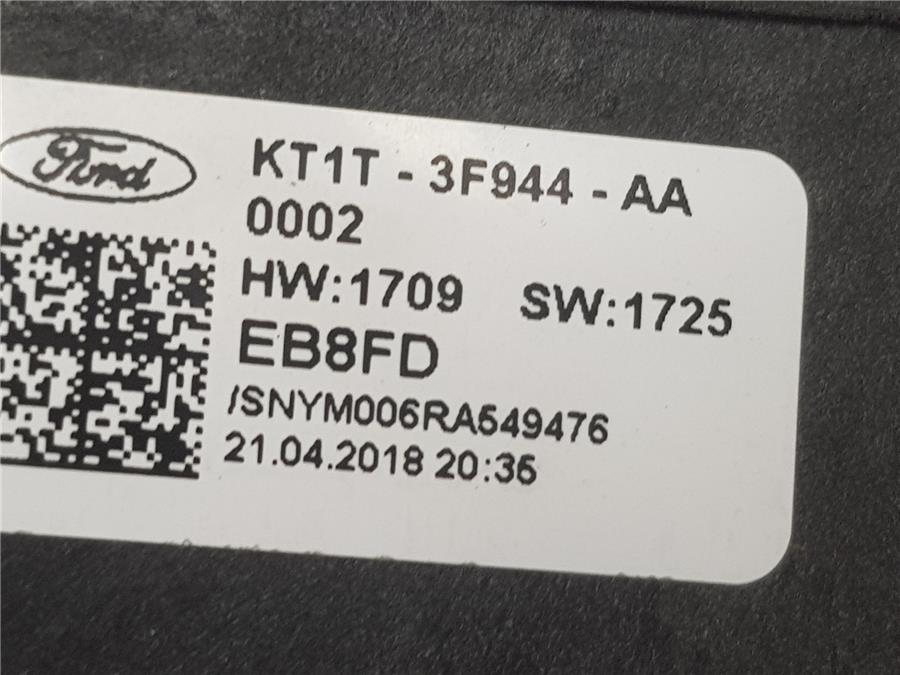 Ford
KT1T - 3F944 - AA
0002
HW:1709 SW:1725
EB8FD
/SNYM006RA549476
21.04.2018 20:35